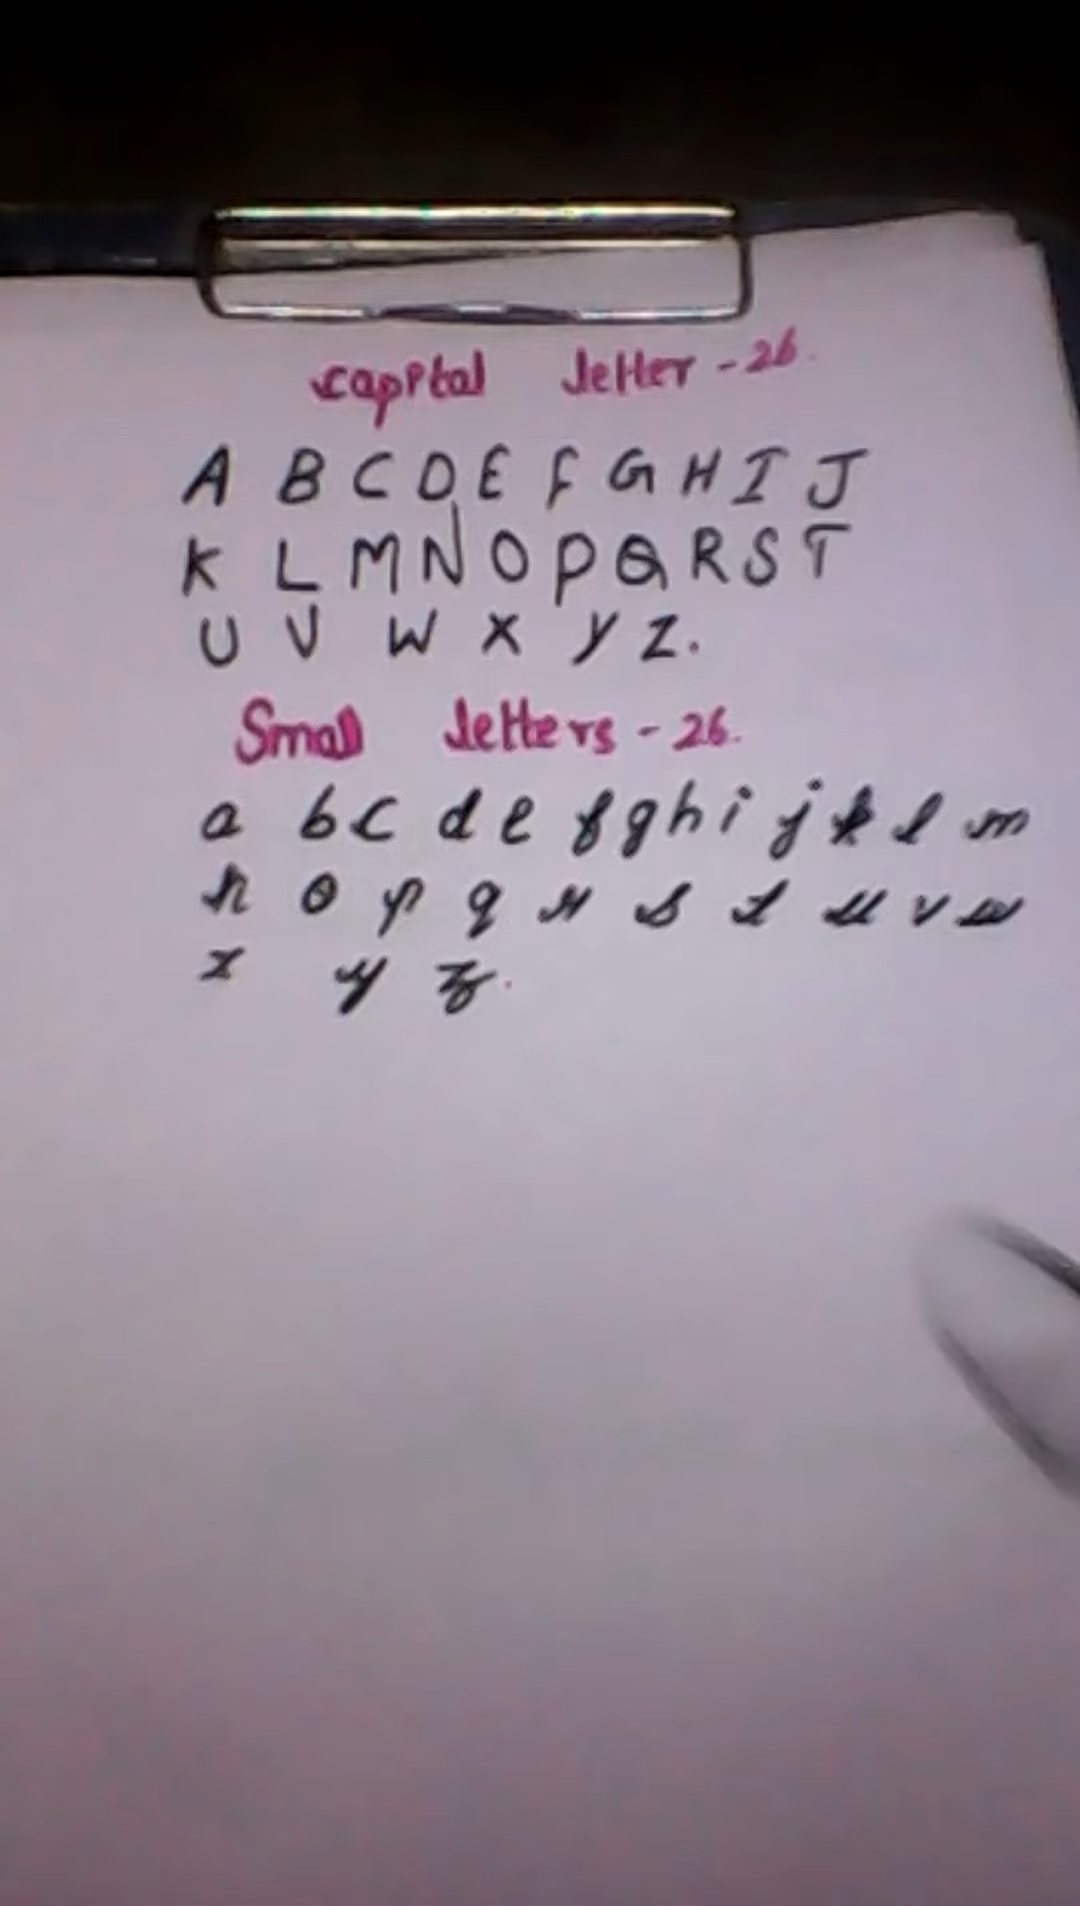 capital letter - 26.
A B C D E F G H I J
K L M N O P Q R S T
U V W X Y Z.
Small letters - 26.
a b c d e f g h i j k l m
n o p q r s t u v w
x y z.